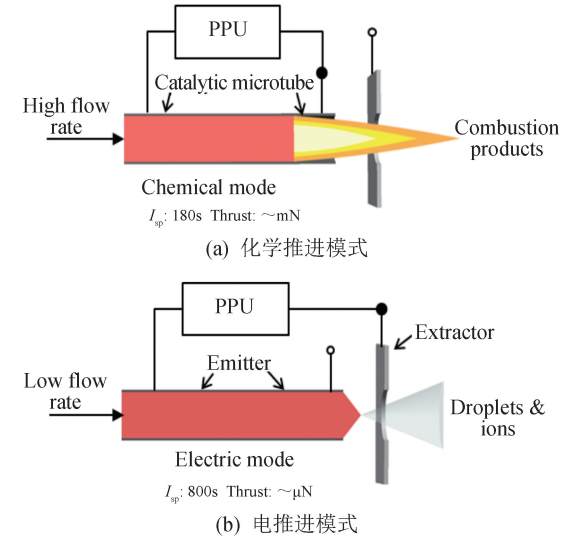 PPU
Catalytic microtube
High flow
rate
Combustion
products
Chemical mode
Isp: 180s Thrust: ～mN
(a) 化学推进模式
PPU
Extractor
Emitter
Low flow
rate
Droplets &
ions
Electric mode
Isp: 800s Thrust: ～μN
(b) 电推进模式